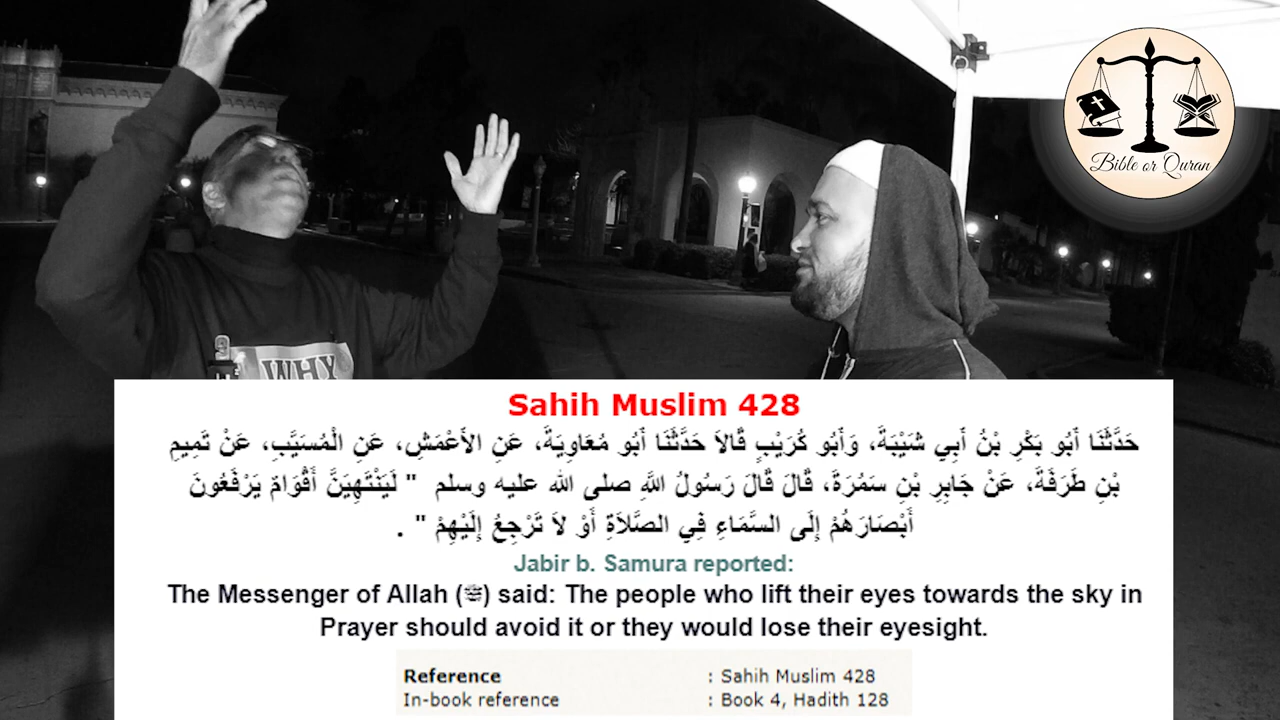 Bible or Quran
WHY
Sahih Muslim 428
حَدَّثَنَا أَبُو بَكْرِ بْنُ أَبِي شَيْبَةَ، وَأَبُو كُرَيْبٍ قَالاَ حَدَّثَنَا أَبُو مُعَاوِيَةَ، عَنِ الأَعْمَشِ، عَنِ الْمُسَيَّبِ، عَنْ تَمِيمِ
بْنِ طَرَفَةَ، عَنْ جَابِرِ بْنِ سَمُرَةَ، قَالَ قَالَ رَسُولُ اللَّهِ صلى الله عليه وسلم " لَيَنْتَهِيَنَّ أَقْوَامٌ يَرْفَعُونَ
أَبْصَارَهُمْ إِلَى السَّمَاءِ فِي الصَّلاَةِ أَوْ لاَ تَرْجِعُ إِلَيْهِمْ " .
Jabir b. Samura reported:
The Messenger of Allah (ﷺ) said: The people who lift their eyes towards the sky in
Prayer should avoid it or they would lose their eyesight.
Reference : Sahih Muslim 428
In-book reference : Book 4, Hadith 128